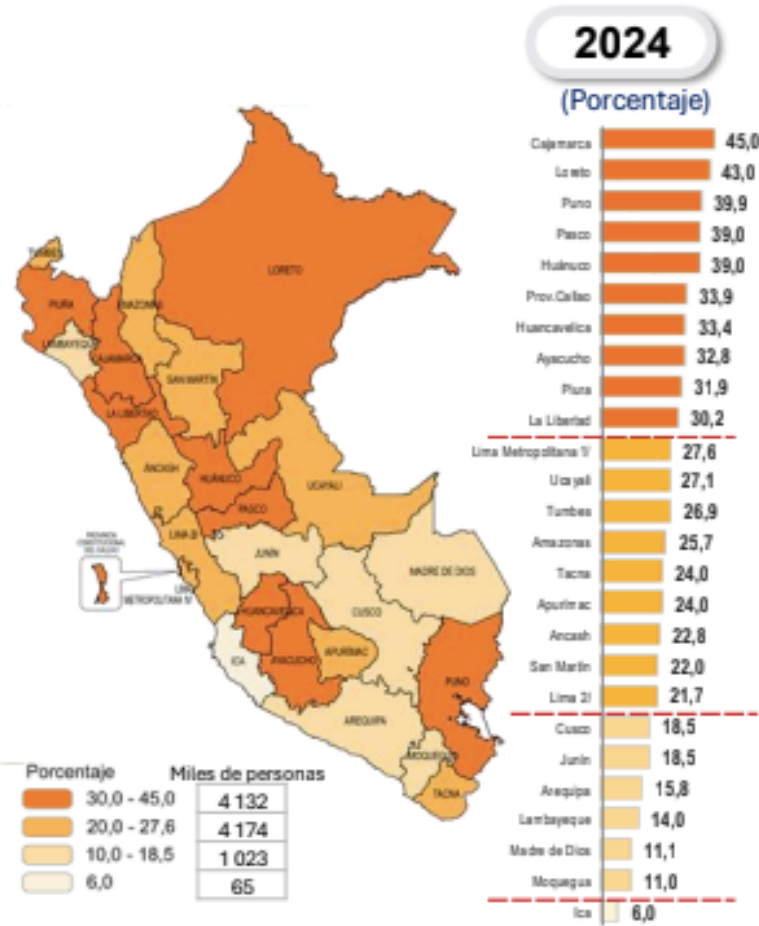 2024
(Porcentaje)
Cajamarca 45,0
Loreto 43,0
Puno 39,9
Pasco 39,0
Huánuco 39,0
Prov.Callao 33,9
Huancavelica 33,4
Ayacucho 32,8
Piura 31,9
La Libertad 30,2
Lima Metropolitana 1/ 27,6
Ucayali 27,1
Tumbes 26,9
Amazonas 25,7
Tacna 24,0
Apurímac 24,0
Ancash 22,8
San Martín 22,0
Lima 2/ 21,7
Cusco 18,5
Junín 18,5
Arequipa 15,8
Lambayeque 14,0
Madre de Dios 11,1
Moquegua 11,0
Ica 6,0
TUMBES
LORETO
PIURA
AMAZONAS
LAMBAYEQUE
CAJAMARCA
SAN MARTÍN
LA LIBERTAD
ÁNCASH
HUÁNUCO
UCAYALI
PASCO
LIMA 2/
JUNÍN
PROVINCIA
CONSTITUCIONAL
DEL CALLAO
MADRE DE DIOS
LIMA
METROPOLITANA 1/
HUANCAVELICA
CUSCO
ICA
AYACUCHO
APURÍMAC
PUNO
AREQUIPA
MOQUEGUA
TACNA
Porcentaje Miles de personas
30,0 - 45,0 4 132
20,0 - 27,6 4 174
10,0 - 18,5 1 023
6,0 65